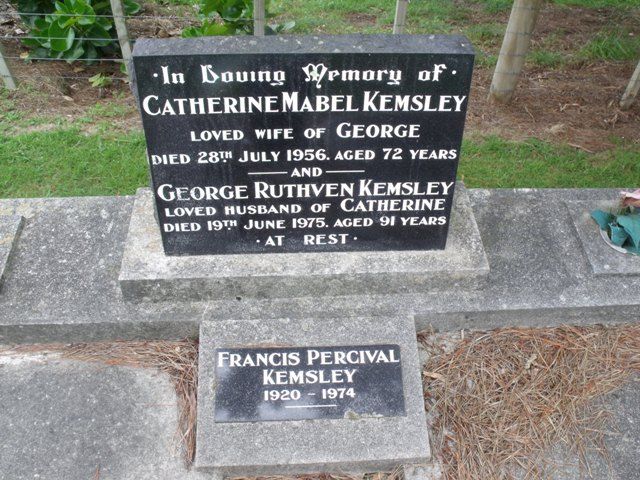 · In Loving Memory of ·
CATHERINE MABEL KEMSLEY
LOVED WIFE OF GEORGE
DIED 28TH JULY 1956. AGED 72 YEARS
— AND —
GEORGE RUTHVEN KEMSLEY
LOVED HUSBAND OF CATHERINE
DIED 19TH JUNE 1975. AGED 91 YEARS
· AT REST ·
FRANCIS PERCIVAL
KEMSLEY
1920 – 1974